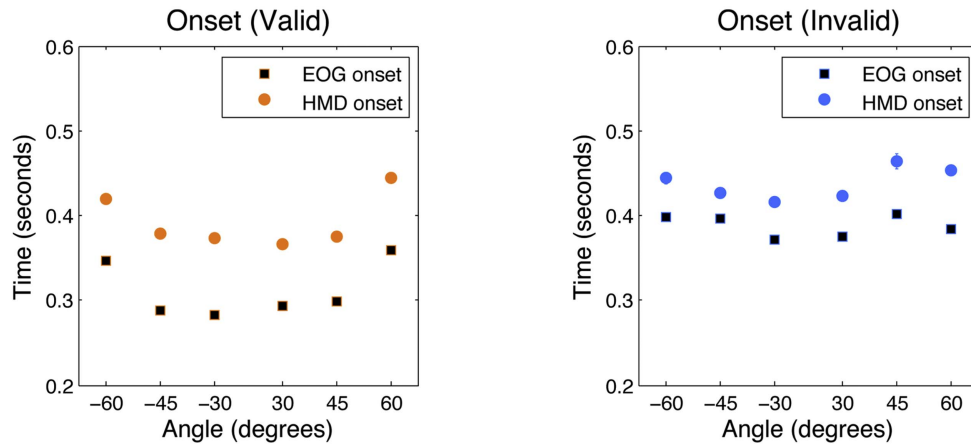 Onset (Valid)
0.6
0.5
0.4
0.3
0.2
Time (seconds)
EOG onset
HMD onset
−60 −45 −30 30 45 60
Angle (degrees)
Onset (Invalid)
0.6
0.5
0.4
0.3
0.2
Time (seconds)
EOG onset
HMD onset
−60 −45 −30 30 45 60
Angle (degrees)